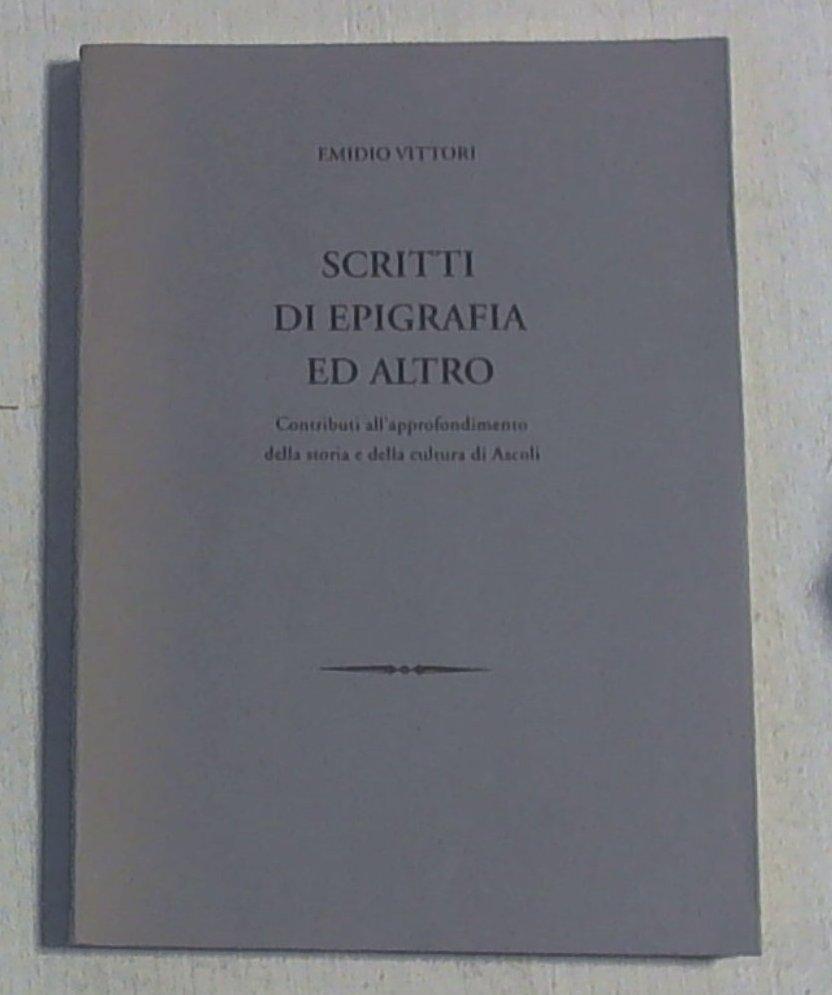 EMIDIO VITTORI
SCRITTI
DI EPIGRAFIA
ED ALTRO
Contributi all'approfondimento
della storia e della cultura di Ascoli